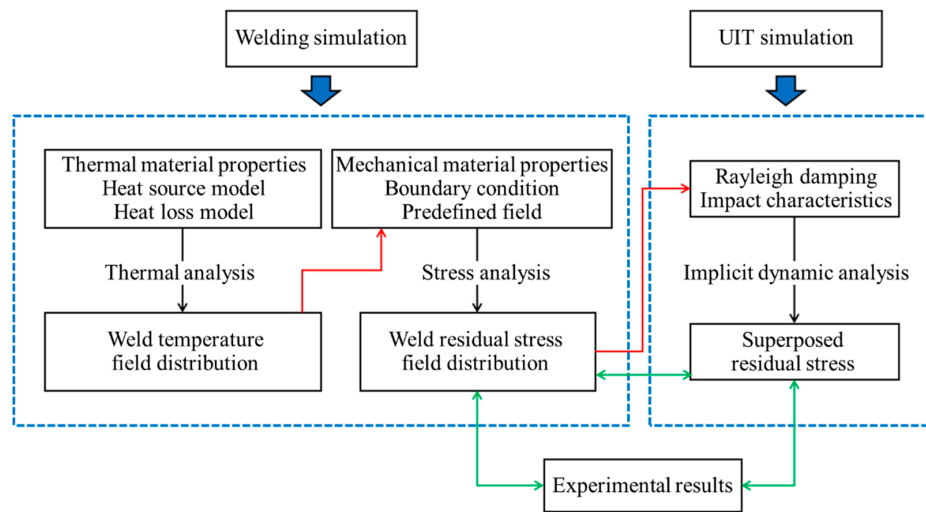 Welding simulation
UIT simulation
Thermal material properties
Heat source model
Heat loss model
Mechanical material properties
Boundary condition
Predefined field
Rayleigh damping
Impact characteristics
Thermal analysis
Stress analysis
Implicit dynamic analysis
Weld temperature
field distribution
Weld residual stress
field distribution
Superposed
residual stress
Experimental results